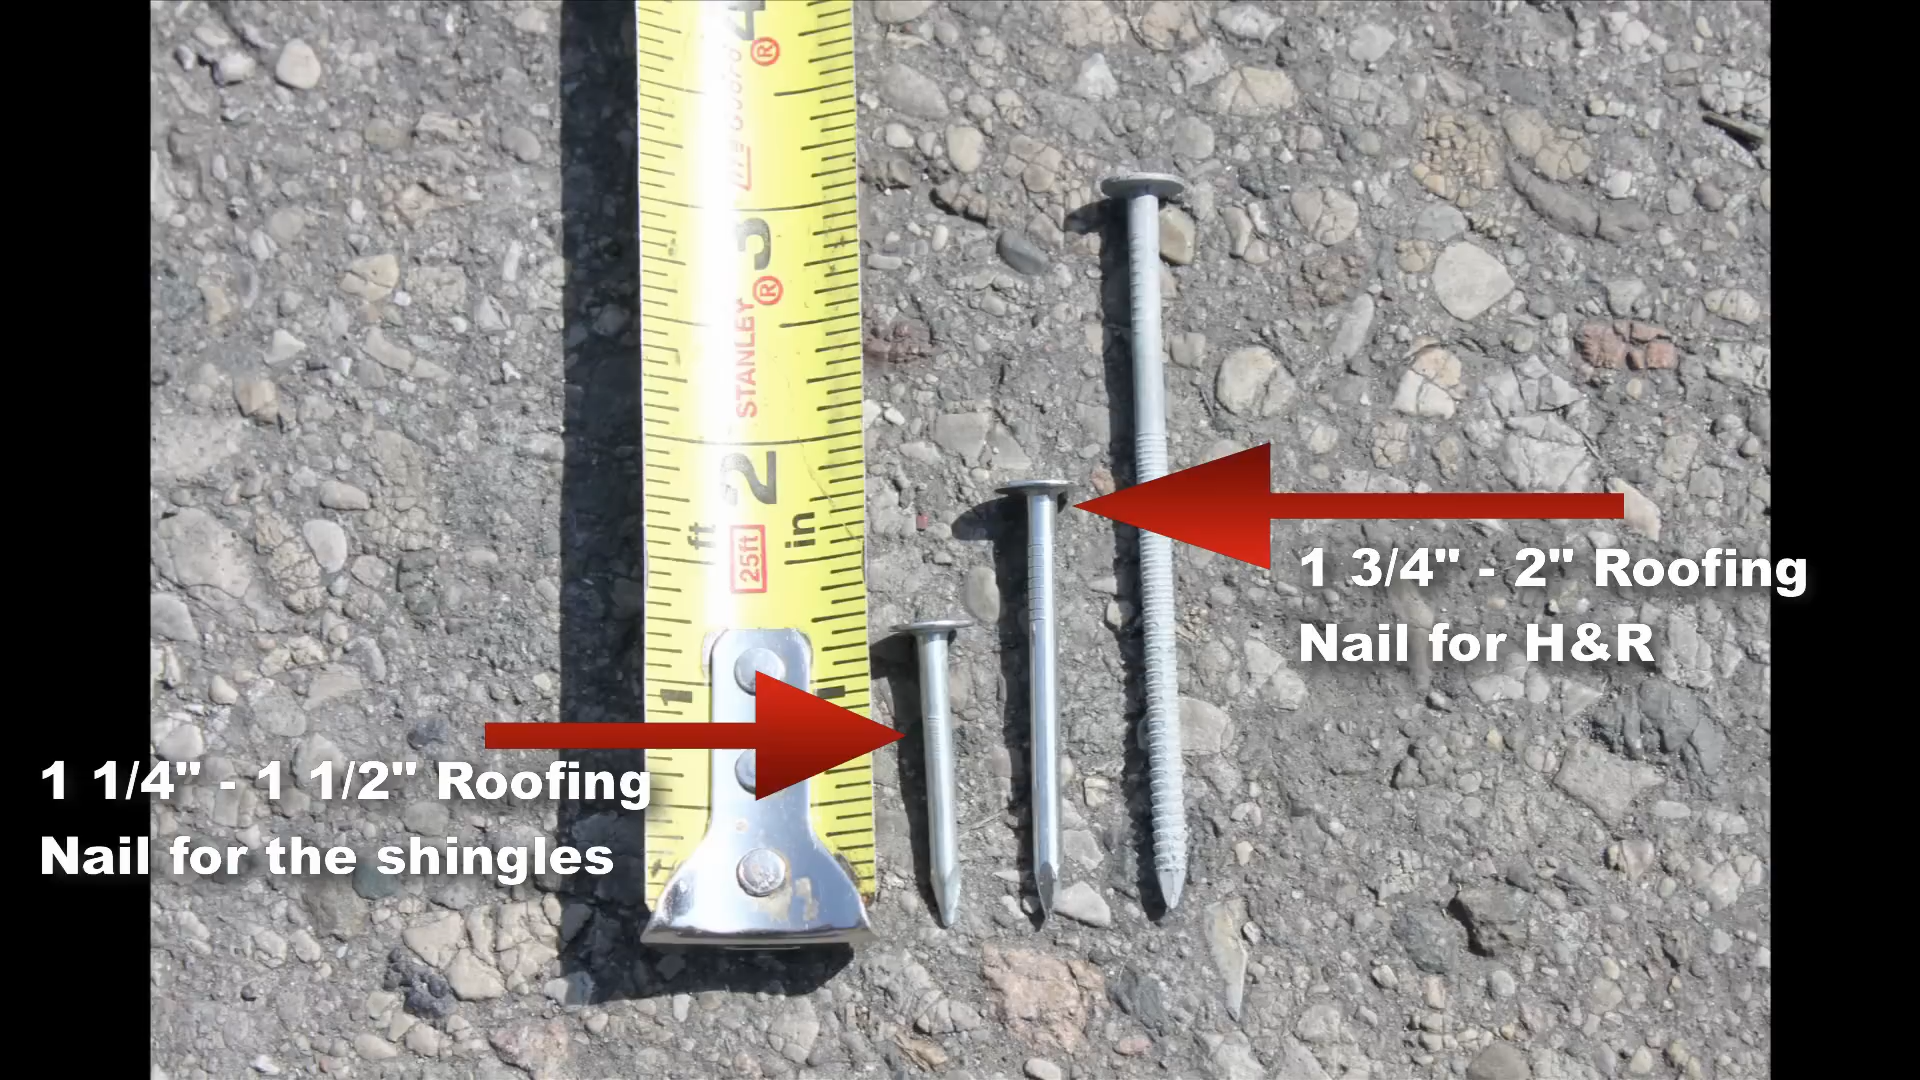 4
®
3
®
STANLEY
2
ft
in
25ft
1
1
1 3/4" - 2" Roofing
Nail for H&R
1 1/4" - 1 1/2" Roofing
Nail for the shingles